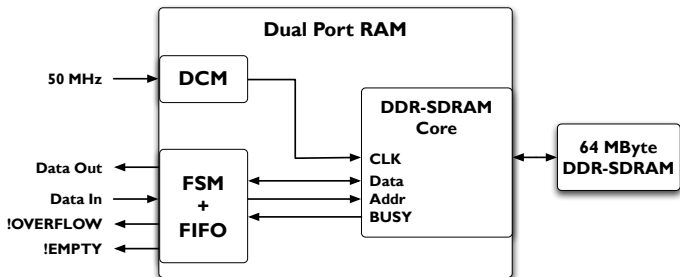 Dual Port RAM
50 MHz
DCM
DDR-SDRAM
Core
CLK
Data
Addr
BUSY
64 MByte
DDR-SDRAM
Data Out
Data In
!OVERFLOW
!EMPTY
FSM
+
FIFO